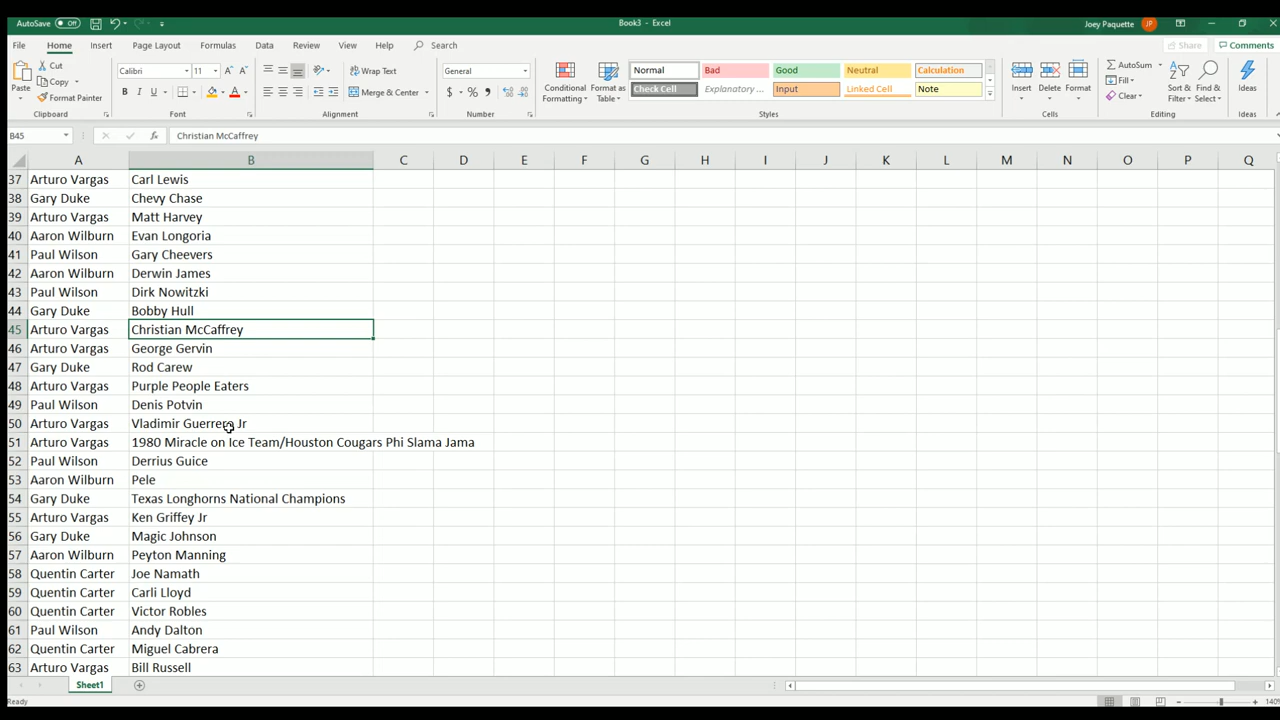 AutoSave Off Book3 - Excel Joey Paquette JP
File Home Insert Page Layout Formulas Data Review View Help Search Share Comments
Paste Cut Copy Format Painter Clipboard
Calibri 11 B I U A A A Font
Wrap Text Merge & Center Alignment
General $ % Number
Conditional Formatting Format as Table
Normal Bad Good Neutral Calculation
Check Cell Explanatory ... Input Linked Cell Note
Styles
Insert Delete Format Cells
AutoSum Fill Clear Sort & Filter Find & Select Editing
Ideas Ideas
B45 fx Christian McCaffrey
A B C D E F G H I J K L M N O P Q
37 Arturo Vargas Carl Lewis
38 Gary Duke Chevy Chase
39 Arturo Vargas Matt Harvey
40 Aaron Wilburn Evan Longoria
41 Paul Wilson Gary Cheevers
42 Aaron Wilburn Derwin James
43 Paul Wilson Dirk Nowitzki
44 Gary Duke Bobby Hull
45 Arturo Vargas Christian McCaffrey
46 Arturo Vargas George Gervin
47 Gary Duke Rod Carew
48 Arturo Vargas Purple People Eaters
49 Paul Wilson Denis Potvin
50 Arturo Vargas Vladimir Guerrero Jr
51 Arturo Vargas 1980 Miracle on Ice Team/Houston Cougars Phi Slama Jama
52 Paul Wilson Derrius Guice
53 Aaron Wilburn Pele
54 Gary Duke Texas Longhorns National Champions
55 Arturo Vargas Ken Griffey Jr
56 Gary Duke Magic Johnson
57 Aaron Wilburn Peyton Manning
58 Quentin Carter Joe Namath
59 Quentin Carter Carli Lloyd
60 Quentin Carter Victor Robles
61 Paul Wilson Andy Dalton
62 Quentin Carter Miguel Cabrera
63 Arturo Vargas Bill Russell
Sheet1
Ready